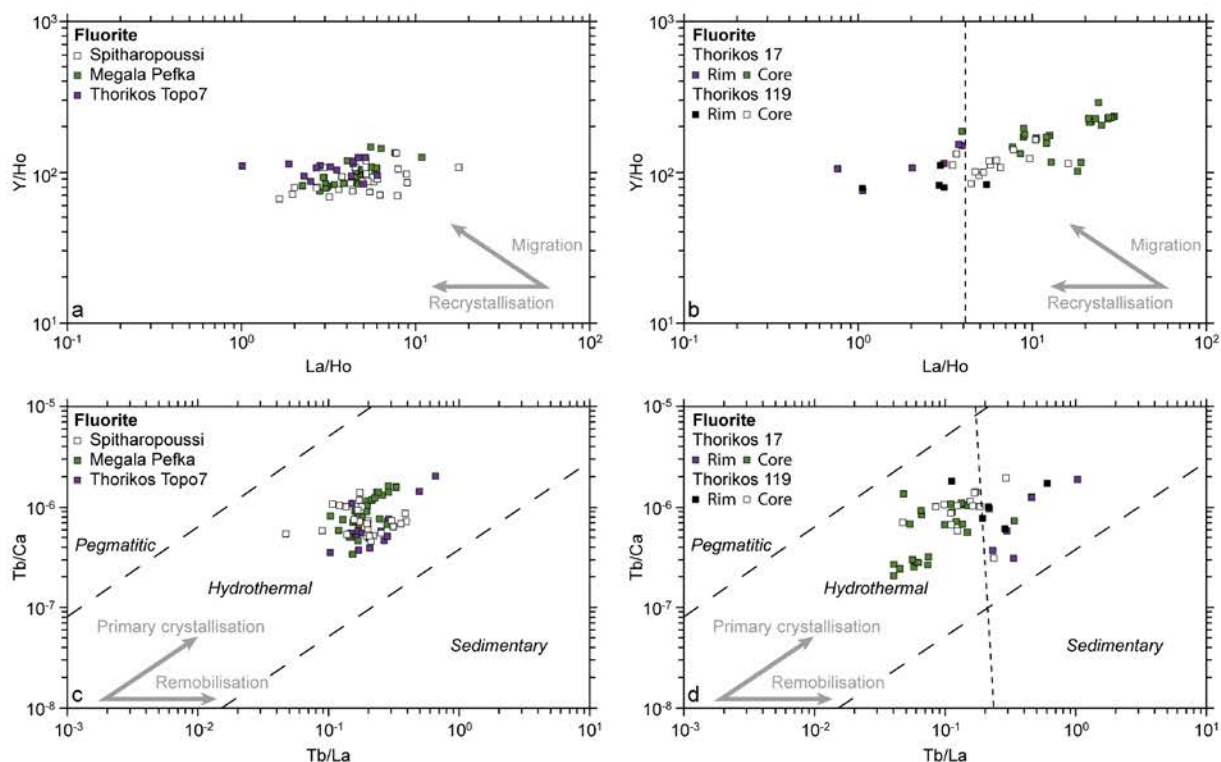 10³
Fluorite
Spitharopoussi
Megala Pefka
Thorikos Topo7
Y/Ho
10²
Migration
Recrystallisation
a
10¹
10⁻¹ 10⁰ 10¹ 10²
La/Ho
10³
Fluorite
Thorikos 17
Rim Core
Thorikos 119
Rim Core
Y/Ho
10²
Migration
Recrystallisation
b
10¹
10⁻¹ 10⁰ 10¹ 10²
La/Ho
10⁻⁵
Fluorite
Spitharopoussi
Megala Pefka
Thorikos Topo7
10⁻⁶
Tb/Ca
Pegmatitic
Hydrothermal
10⁻⁷
Primary crystallisation
Sedimentary
Remobilisation
c
10⁻⁸
10⁻³ 10⁻² 10⁻¹ 10⁰ 10¹
Tb/La
10⁻⁵
Fluorite
Thorikos 17
Rim Core
Thorikos 119
Rim Core
10⁻⁶
Tb/Ca
Pegmatitic
Hydrothermal
10⁻⁷
Primary crystallisation
Sedimentary
Remobilisation
d
10⁻⁸
10⁻³ 10⁻² 10⁻¹ 10⁰ 10¹
Tb/La